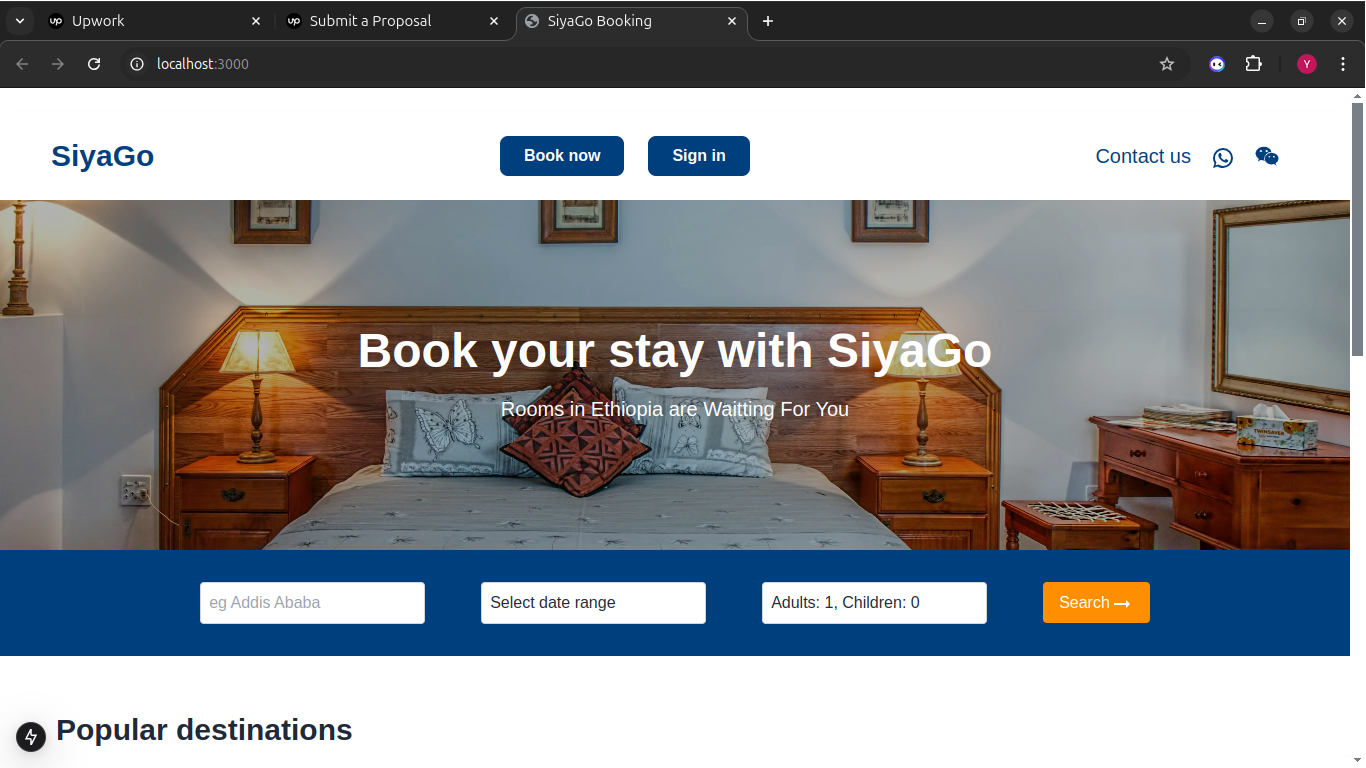 Upwork
Submit a Proposal
SiyaGo Booking
localhost:3000
Y
SiyaGo
Book now
Sign in
Contact us
Book your stay with SiyaGo
Rooms in Ethiopia are Waitting For You
TWINSAVER
eg Addis Ababa
Select date range
Adults: 1, Children: 0
Search
Popular destinations